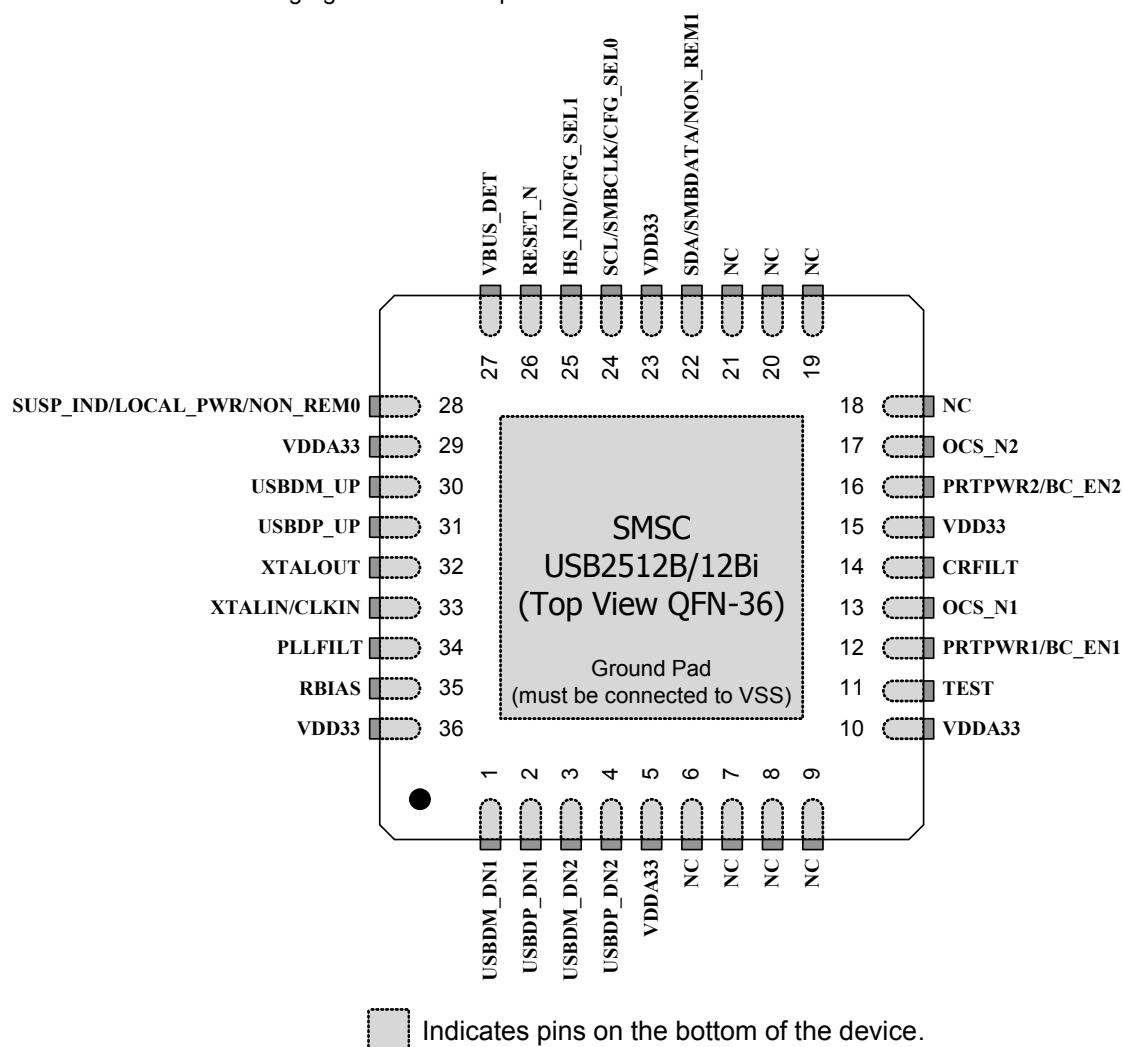 VBUS_DET
RESET_N
HS_IND/CFG_SEL1
SCL/SMBCLK/CFG_SEL0
VDD33
SDA/SMBDATA/NON_REM1
NC
NC
NC
27
26
25
24
23
22
21
20
19
SUSP_IND/LOCAL_PWR/NON_REM0 28
VDDA33 29
USBDM_UP 30
USBDP_UP 31
XTALOUT 32
XTALIN/CLKIN 33
PLLFILT 34
RBIAS 35
VDD33 36
SMSC
USB2512B/12Bi
(Top View QFN-36)
Ground Pad
(must be connected to VSS)
18 NC
17 OCS_N2
16 PRTPWR2/BC_EN2
15 VDD33
14 CRFILT
13 OCS_N1
12 PRTPWR1/BC_EN1
11 TEST
10 VDDA33
1
2
3
4
5
6
7
8
9
USBDM_DN1
USBDP_DN1
USBDM_DN2
USBDP_DN2
VDDA33
NC
NC
NC
NC
Indicates pins on the bottom of the device.